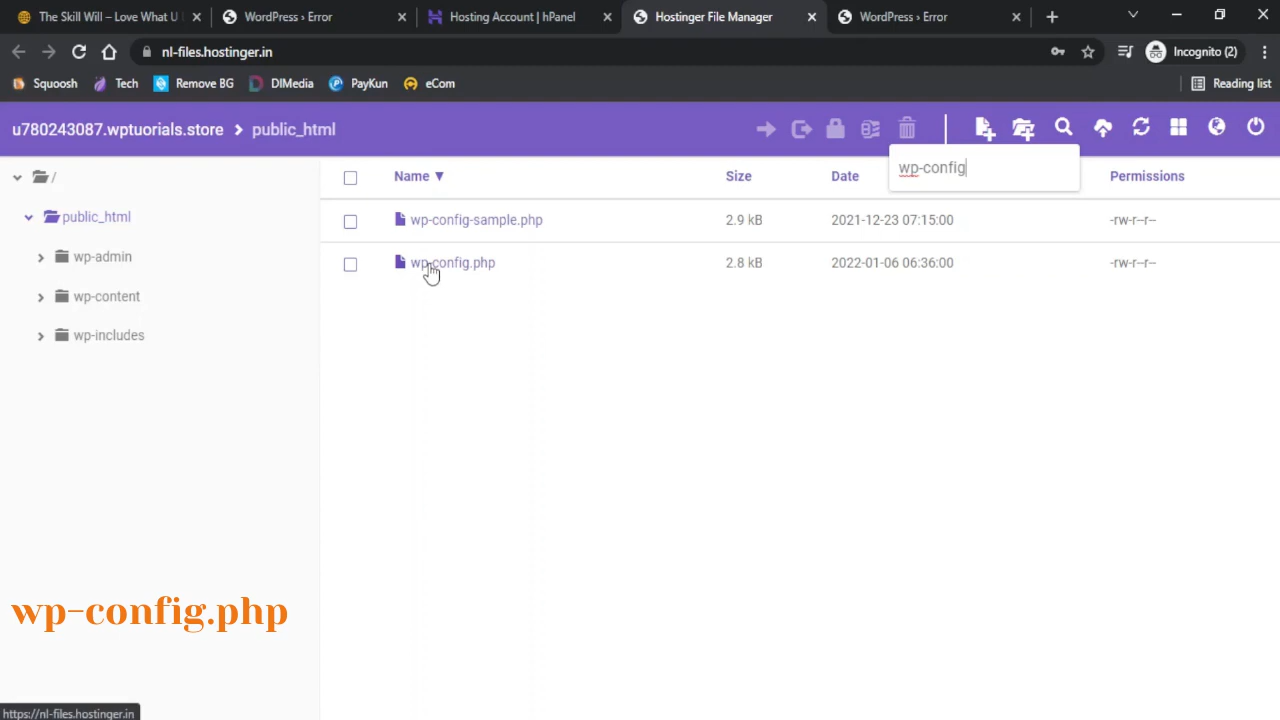 The Skill Will – Love What U
WordPress › Error
Hosting Account | hPanel
Hostinger File Manager
WordPress › Error
nl-files.hostinger.in
Incognito (2)
Squoosh
Tech
Remove BG
DIMedia
PayKun
eCom
Reading list
u780243087.wptuorials.store
public_html
wp-config
/
public_html
wp-admin
wp-content
wp-includes
Name ▼ Size Date Permissions
wp-config-sample.php 2.9 kB 2021-12-23 07:15:00 -rw-r--r--
wp-config.php 2.8 kB 2022-01-06 06:36:00 -rw-r--r--
wp-config.php
https://nl-files.hostinger.in